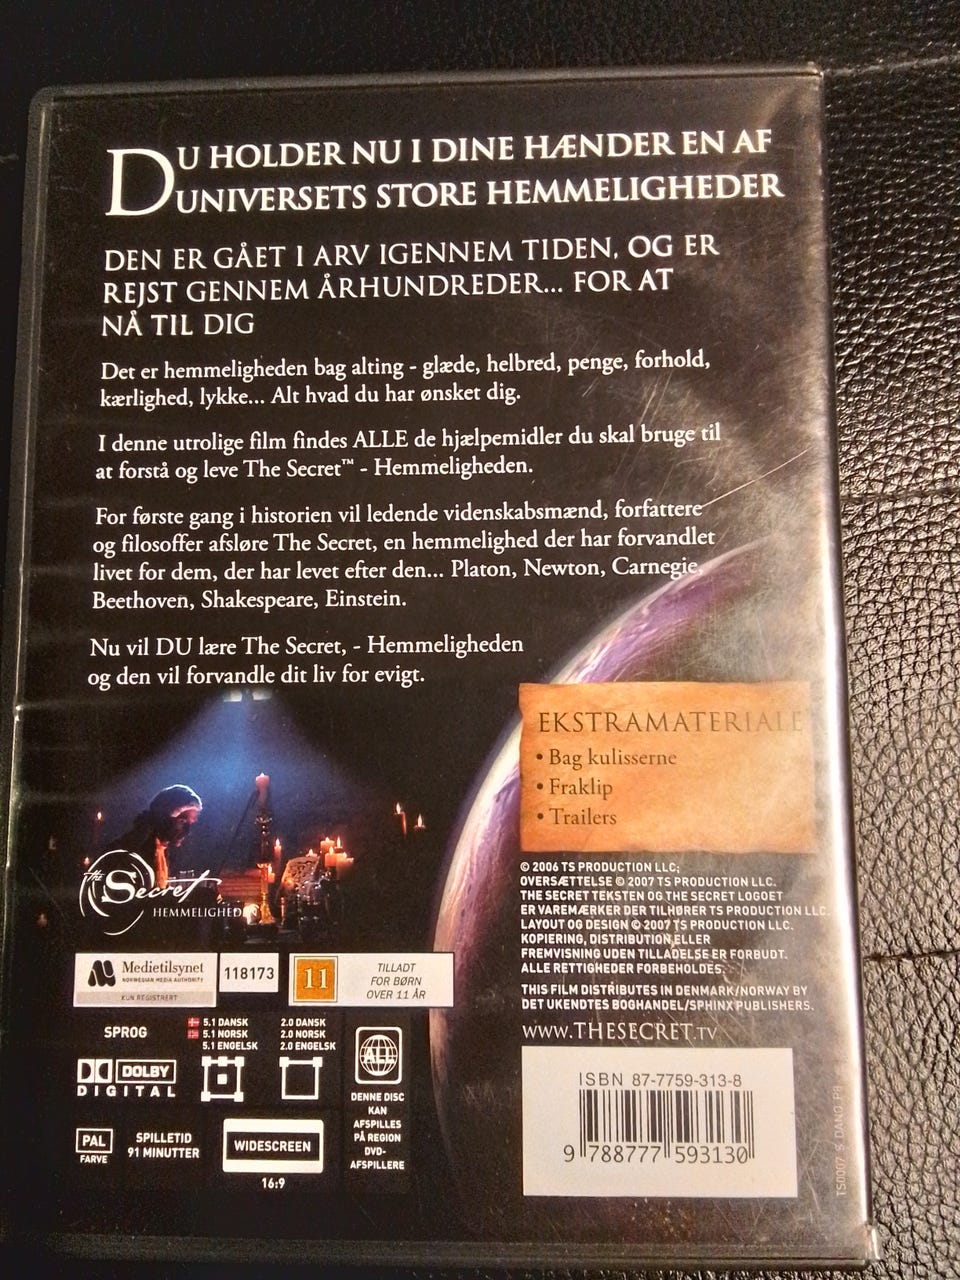 DU HOLDER NU I DINE HÆNDER EN AF
UNIVERSETS STORE HEMMELIGHEDER
DEN ER GÅET I ARV IGENNEM TIDEN, OG ER
REJST GENNEM ÅRHUNDREDER... FOR AT
NÅ TIL DIG
Det er hemmeligheden bag alting - glæde, helbred, penge, forhold,
kærlighed, lykke... Alt hvad du har ønsket dig.
I denne utrolige film findes ALLE de hjælpemidler du skal bruge til
at forstå og leve The Secret™ - Hemmeligheden.
For første gang i historien vil ledende videnskabsmænd, forfattere
og filosoffer afsløre The Secret, en hemmelighed der har forvandlet
livet for dem, der har levet efter den... Platon, Newton, Carnegie,
Beethoven, Shakespeare, Einstein.
Nu vil DU lære The Secret, - Hemmeligheden
og den vil forvandle dit liv for evigt.
EKSTRAMATERIALE
• Bag kulisserne
• Fraklip
• Trailers
the Secret
HEMMELIGHEDEN
© 2006 TS PRODUCTION LLC;
OVERSÆTTELSE © 2007 TS PRODUCTION LLC.
THE SECRET TEKSTEN OG THE SECRET LOGOET
ER VAREMÆRKER DER TILHØRER TS PRODUCTION LLC.
LAYOUT OG DESIGN © 2007 TS PRODUCTION LLC.
KOPIERING, DISTRIBUTION ELLER
FREMVISNING UDEN TILLADELSE ER FORBUDT.
ALLE RETTIGHEDER FORBEHOLDES.
THIS FILM DISTRIBUTES IN DENMARK/NORWAY BY
DET UKENDTES BOGHANDEL/SPHINX PUBLISHERS.
WWW.THESECRET.TV
Medietilsynet
NORWEGIAN MEDIA AUTHORITY
KUN REGISTRERT
118173
11
TILLADT
FOR BØRN
OVER 11 ÅR
SPROG
5.1 DANSK
5.1 NORSK
5.1 ENGELSK
2.0 DANSK
2.0 NORSK
2.0 ENGELSK
DOLBY
DIGITAL
ALL
DENNE DISC
KAN
AFSPILLES
PÅ REGION
DVD-
AFSPILLERE
PAL
FARVE
SPILLETID
91 MINUTTER
WIDESCREEN
16:9
ISBN 87-7759-313-8
9 788777 593130